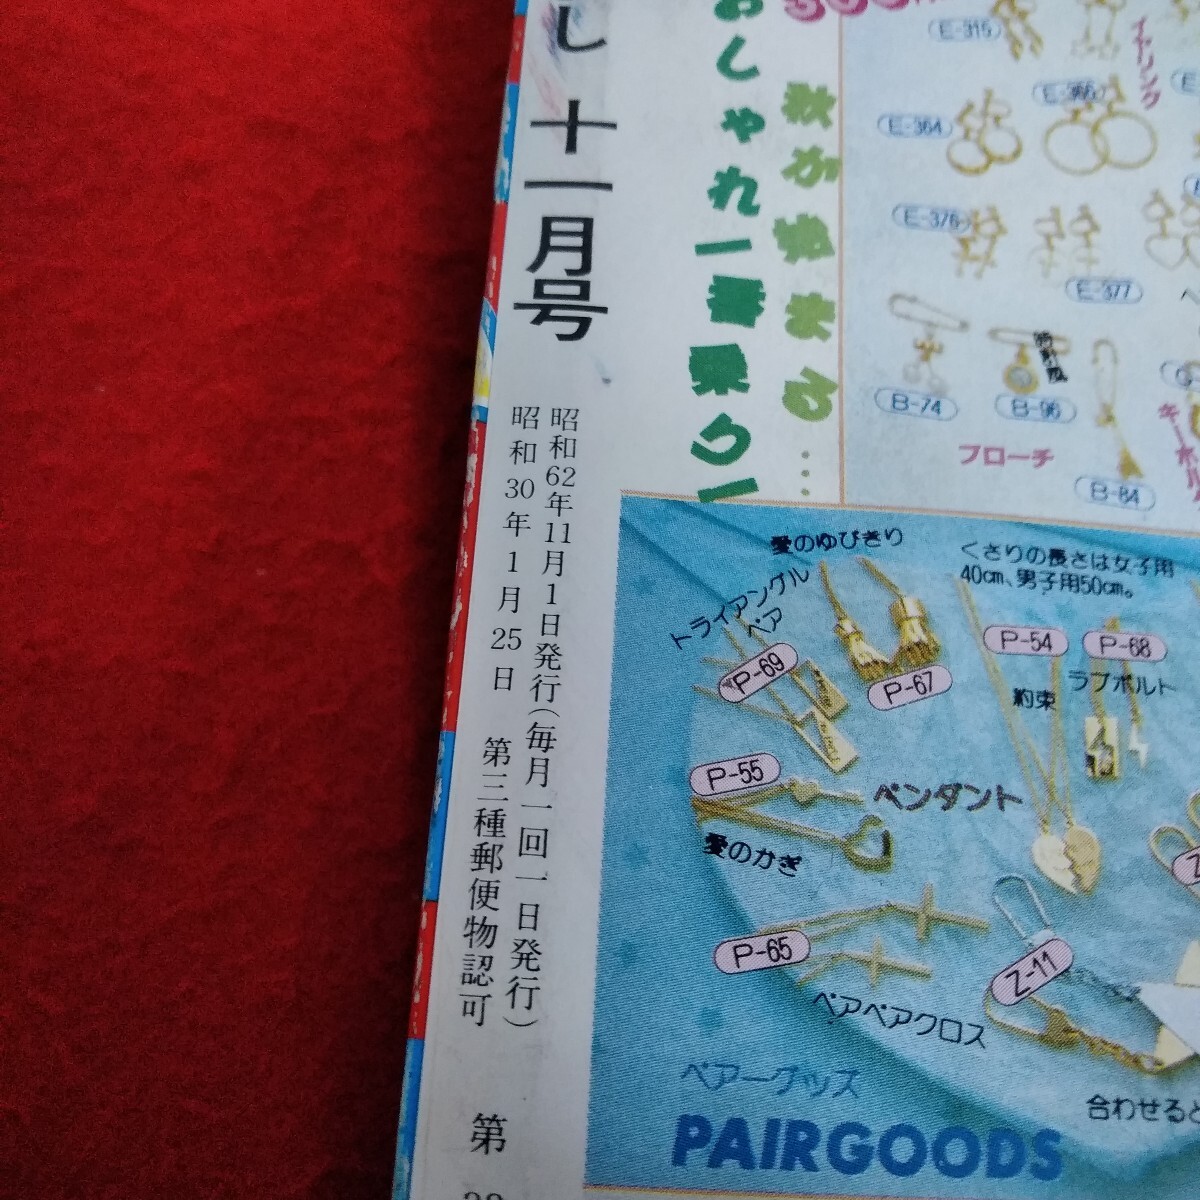 し 十一月号
昭和62年11月1日発行(毎月一回一日発行)
昭和30年1月25日 第三種郵便物認可 第
秋が始まる……
おしゃれ一番乗り!
イヤリング
E-315
E-364
E-366
E-376
E-377
B-74
B-96
B-84
ブローチ
キーホル
愛のゆびきり
くさりの長さは女子用
40cm、男子用50cm。
トライアングル
ペア
P-69
P-67
P-54
P-68
約束
ラブボルト
P-55
ペンダント
愛のかぎ
P-65
Z-11
ペアペアクロス
ペアーグッズ
合わせると
PAIRGOODS